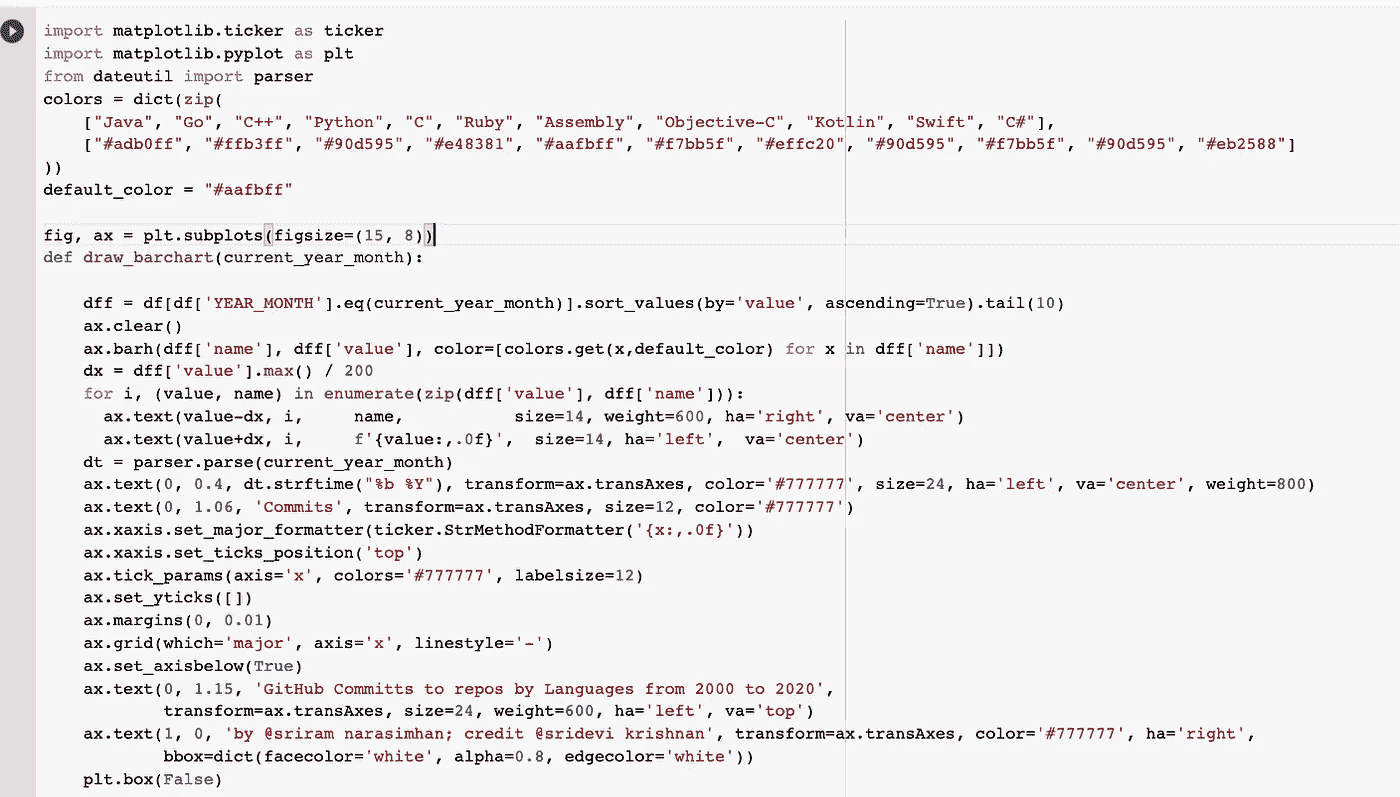 import matplotlib.ticker as ticker
import matplotlib.pyplot as plt
from dateutil import parser
colors = dict(zip(
    ["Java", "Go", "C++", "Python", "C", "Ruby", "Assembly", "Objective-C", "Kotlin", "Swift", "C#"],
    ["#adb0ff", "#ffb3ff", "#90d595", "#e48381", "#aafbff", "#f7bb5f", "#effc20", "#90d595", "#f7bb5f", "#90d595", "#eb2588"]
))
default_color = "#aafbff"
fig, ax = plt.subplots(figsize=(15, 8))
def draw_barchart(current_year_month):
    dff = df[df['YEAR_MONTH'].eq(current_year_month)].sort_values(by='value', ascending=True).tail(10)
    ax.clear()
    ax.barh(dff['name'], dff['value'], color=[colors.get(x,default_color) for x in dff['name']])
    dx = dff['value'].max() / 200
    for i, (value, name) in enumerate(zip(dff['value'], dff['name'])):
      ax.text(value-dx, i,     name,           size=14, weight=600, ha='right', va='center')
      ax.text(value+dx, i,     f'{value:,.0f}',  size=14, ha='left',  va='center')
    dt = parser.parse(current_year_month)
    ax.text(0, 0.4, dt.strftime("%b %Y"), transform=ax.transAxes, color='#777777', size=24, ha='left', va='center', weight=800)
    ax.text(0, 1.06, 'Commits', transform=ax.transAxes, size=12, color='#777777')
    ax.xaxis.set_major_formatter(ticker.StrMethodFormatter('{x:,.0f}'))
    ax.xaxis.set_ticks_position('top')
    ax.tick_params(axis='x', colors='#777777', labelsize=12)
    ax.set_yticks([])
    ax.margins(0, 0.01)
    ax.grid(which='major', axis='x', linestyle='-')
    ax.set_axisbelow(True)
    ax.text(0, 1.15, 'GitHub Committs to repos by Languages from 2000 to 2020',
            transform=ax.transAxes, size=24, weight=600, ha='left', va='top')
    ax.text(1, 0, 'by @sriram narasimhan; credit @sridevi krishnan', transform=ax.transAxes, color='#777777', ha='right',
            bbox=dict(facecolor='white', alpha=0.8, edgecolor='white'))
    plt.box(False)